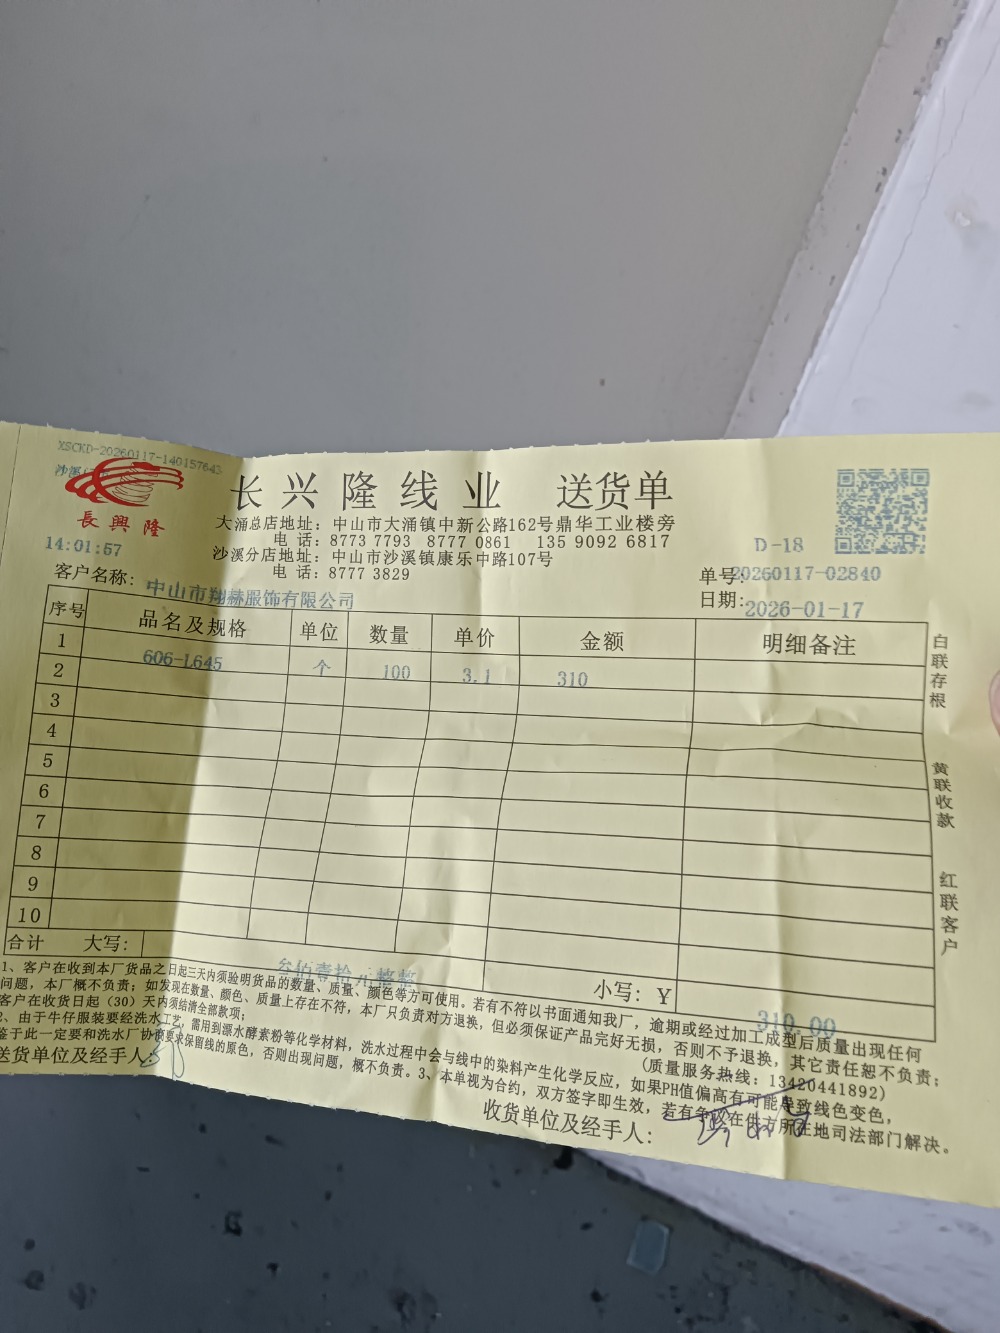 XSCKD-20260117-140157643
沙溪
長興隆
14:01:57
长兴隆线业 送货单
大涌总店地址：中山市大涌镇中新公路162号鼎华工业楼旁
电 话：8773 7793 8777 0861 135 9092 6817
沙溪分店地址：中山市沙溪镇康乐中路107号
电 话：8777 3829
D-18
单号：20260117-02840
日期：2026-01-17
客户名称：中山市翔赫服饰有限公司
序号 品名及规格 单位 数量 单价 金额 明细备注
1 606-L645 个 100 3.1 310
2
3
4
5
6
7
8
9
10
合计 大写：叁佰壹拾元整整 小写：¥ 310.00
白联存根
黄联收款
红联客户
1、客户在收到本厂货品之日起三天内须验明货品的数量、质量、颜色等方可使用。若有不符以书面通知我厂，逾期或经过加工成型后质量出现任何
问题，本厂概不负责；如发现在数量、颜色、质量上存在不符，本厂只负责对方退换，但必须保证产品完好无损，否则不予退换，其它责任恕不负责；
客户在收货日起（30）天内须结清全部款项； (质量服务热线：13420441892)
2、由于牛仔服装要经洗水工艺，需用到漂水酵素粉等化学材料，洗水过程中会与线中的染料产生化学反应，如果PH值偏高有可能导致线色变色，
鉴于此一定要和洗水厂协商要求保留线的原色，否则出现问题，概不负责。3、本单视为合约，双方签字即生效，若有争议在供方所在地司法部门解决。
送货单位及经手人：
收货单位及经手人：